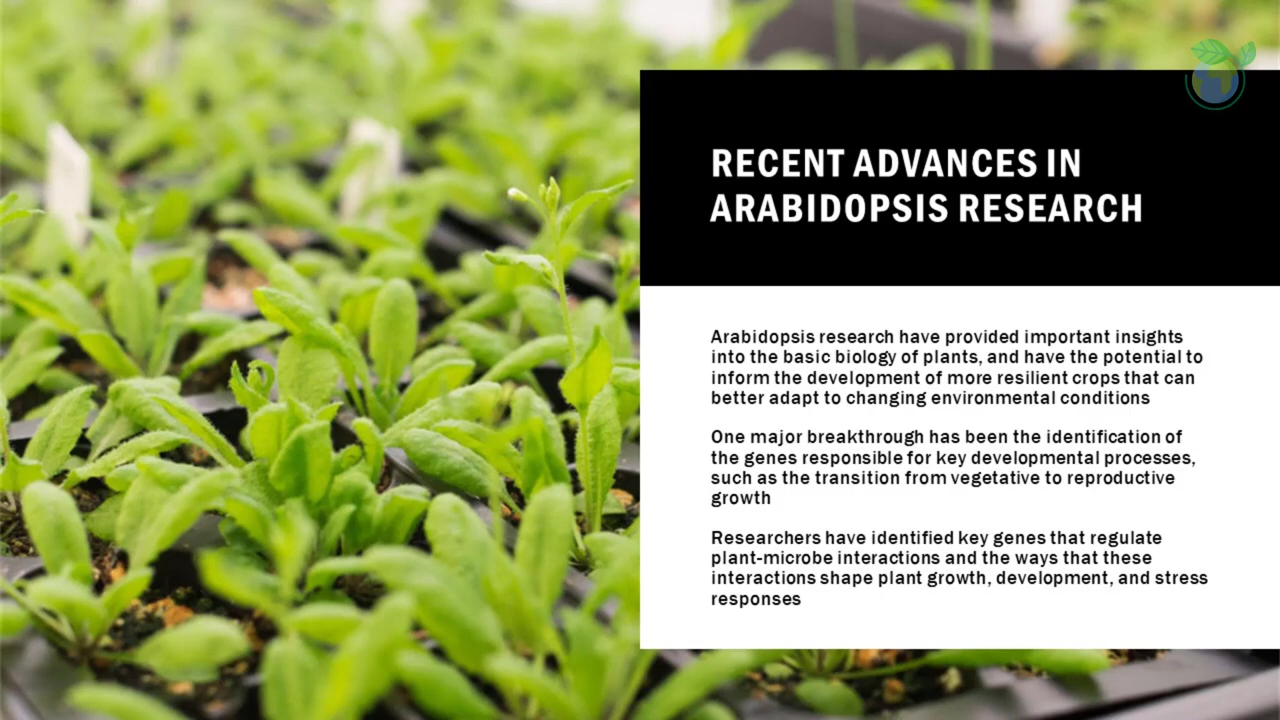 RECENT ADVANCES IN
ARABIDOPSIS RESEARCH
Arabidopsis research have provided important insights
into the basic biology of plants, and have the potential to
inform the development of more resilient crops that can
better adapt to changing environmental conditions
One major breakthrough has been the identification of
the genes responsible for key developmental processes,
such as the transition from vegetative to reproductive
growth
Researchers have identified key genes that regulate
plant-microbe interactions and the ways that these
interactions shape plant growth, development, and stress
responses